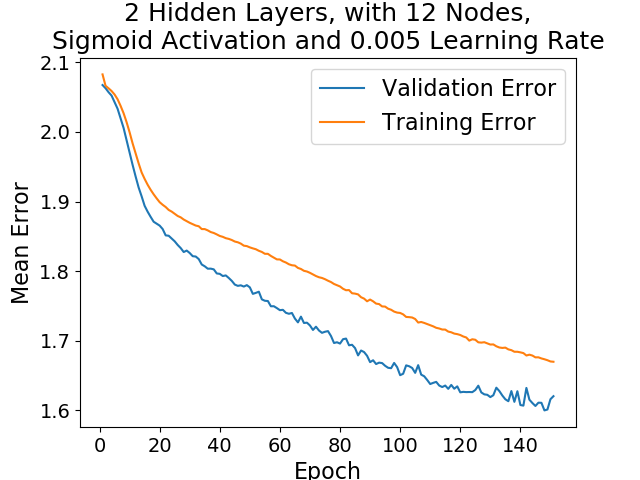 2 Hidden Layers, with 12 Nodes,
Sigmoid Activation and 0.005 Learning Rate
Validation Error
Training Error
2.1
2.0
1.9
1.8
1.7
1.6
Mean Error
0 20 40 60 80 100 120 140
Epoch